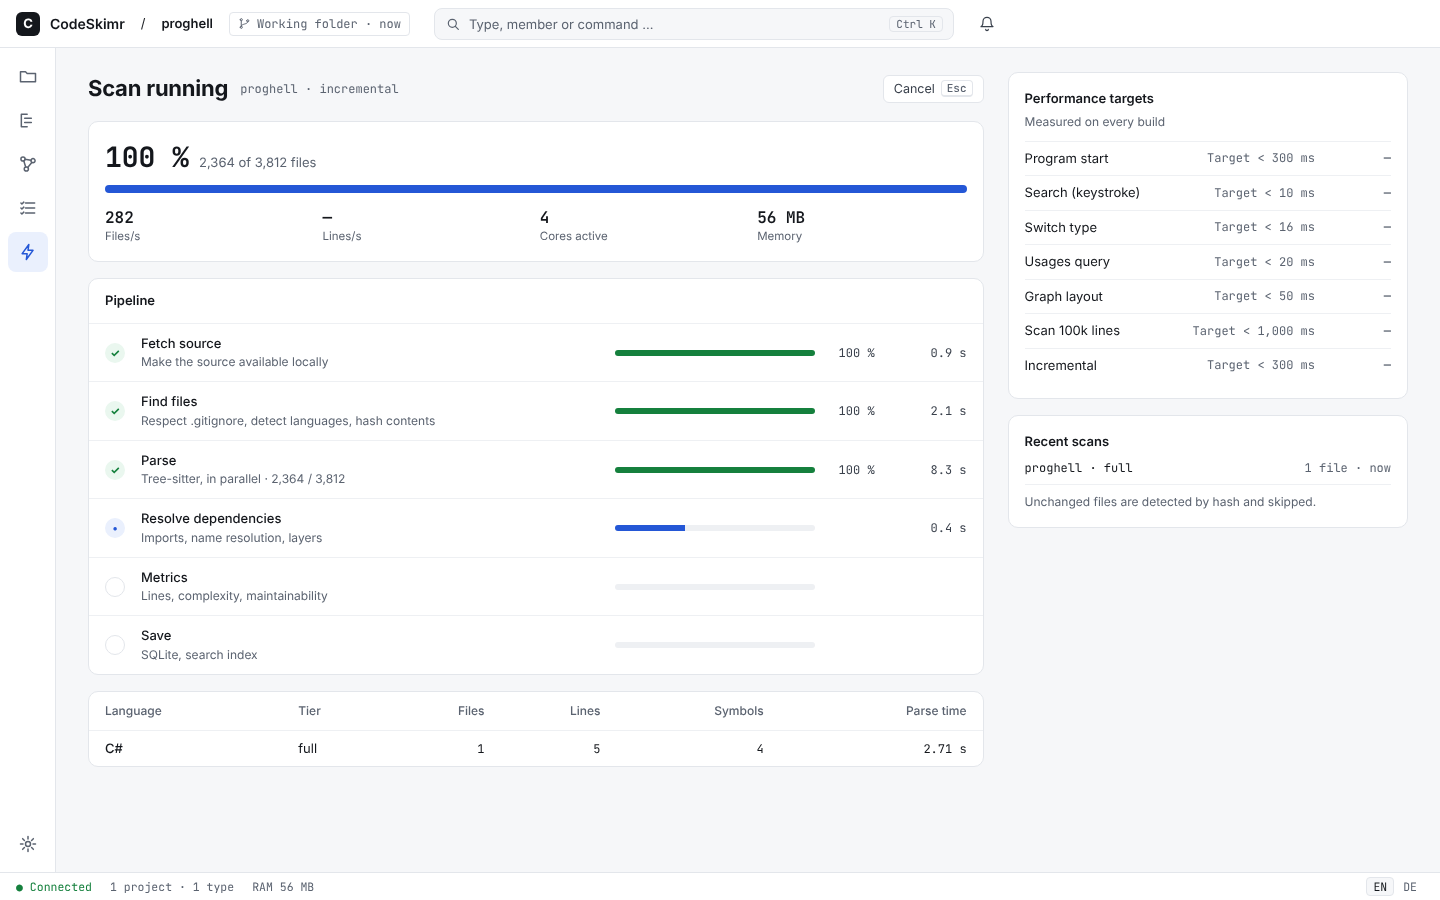 C CodeSkimr / proghell Working folder · now Type, member or command ... Ctrl K
Scan running proghell · incremental Cancel Esc
100 % 2,364 of 3,812 files
282 – 4 56 MB
Files/s Lines/s Cores active Memory
Pipeline
Fetch source
Make the source available locally
100 % 0.9 s
Find files
Respect .gitignore, detect languages, hash contents
100 % 2.1 s
Parse
Tree-sitter, in parallel · 2,364 / 3,812
100 % 8.3 s
Resolve dependencies
Imports, name resolution, layers
0.4 s
Metrics
Lines, complexity, maintainability
Save
SQLite, search index
Language Tier Files Lines Symbols Parse time
C# full 1 5 4 2.71 s
Performance targets
Measured on every build
Program start Target < 300 ms –
Search (keystroke) Target < 10 ms –
Switch type Target < 16 ms –
Usages query Target < 20 ms –
Graph layout Target < 50 ms –
Scan 100k lines Target < 1,000 ms –
Incremental Target < 300 ms –
Recent scans
proghell · full 1 file · now
Unchanged files are detected by hash and skipped.
Connected 1 project · 1 type RAM 56 MB EN DE